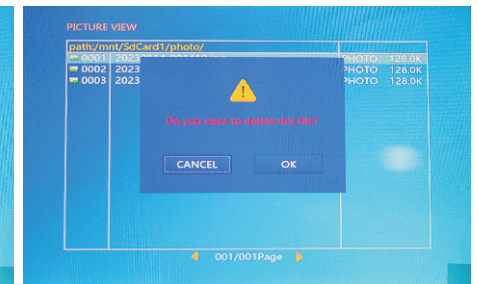 PICTURE VIEW
path:/mnt/SdCard1/photo/
0001 2023 PHOTO 128.0K
0002 2023 PHOTO 128.0K
0003 2023 PHOTO 128.0K
Do you went to delete this file?
CANCEL OK
001/001Page